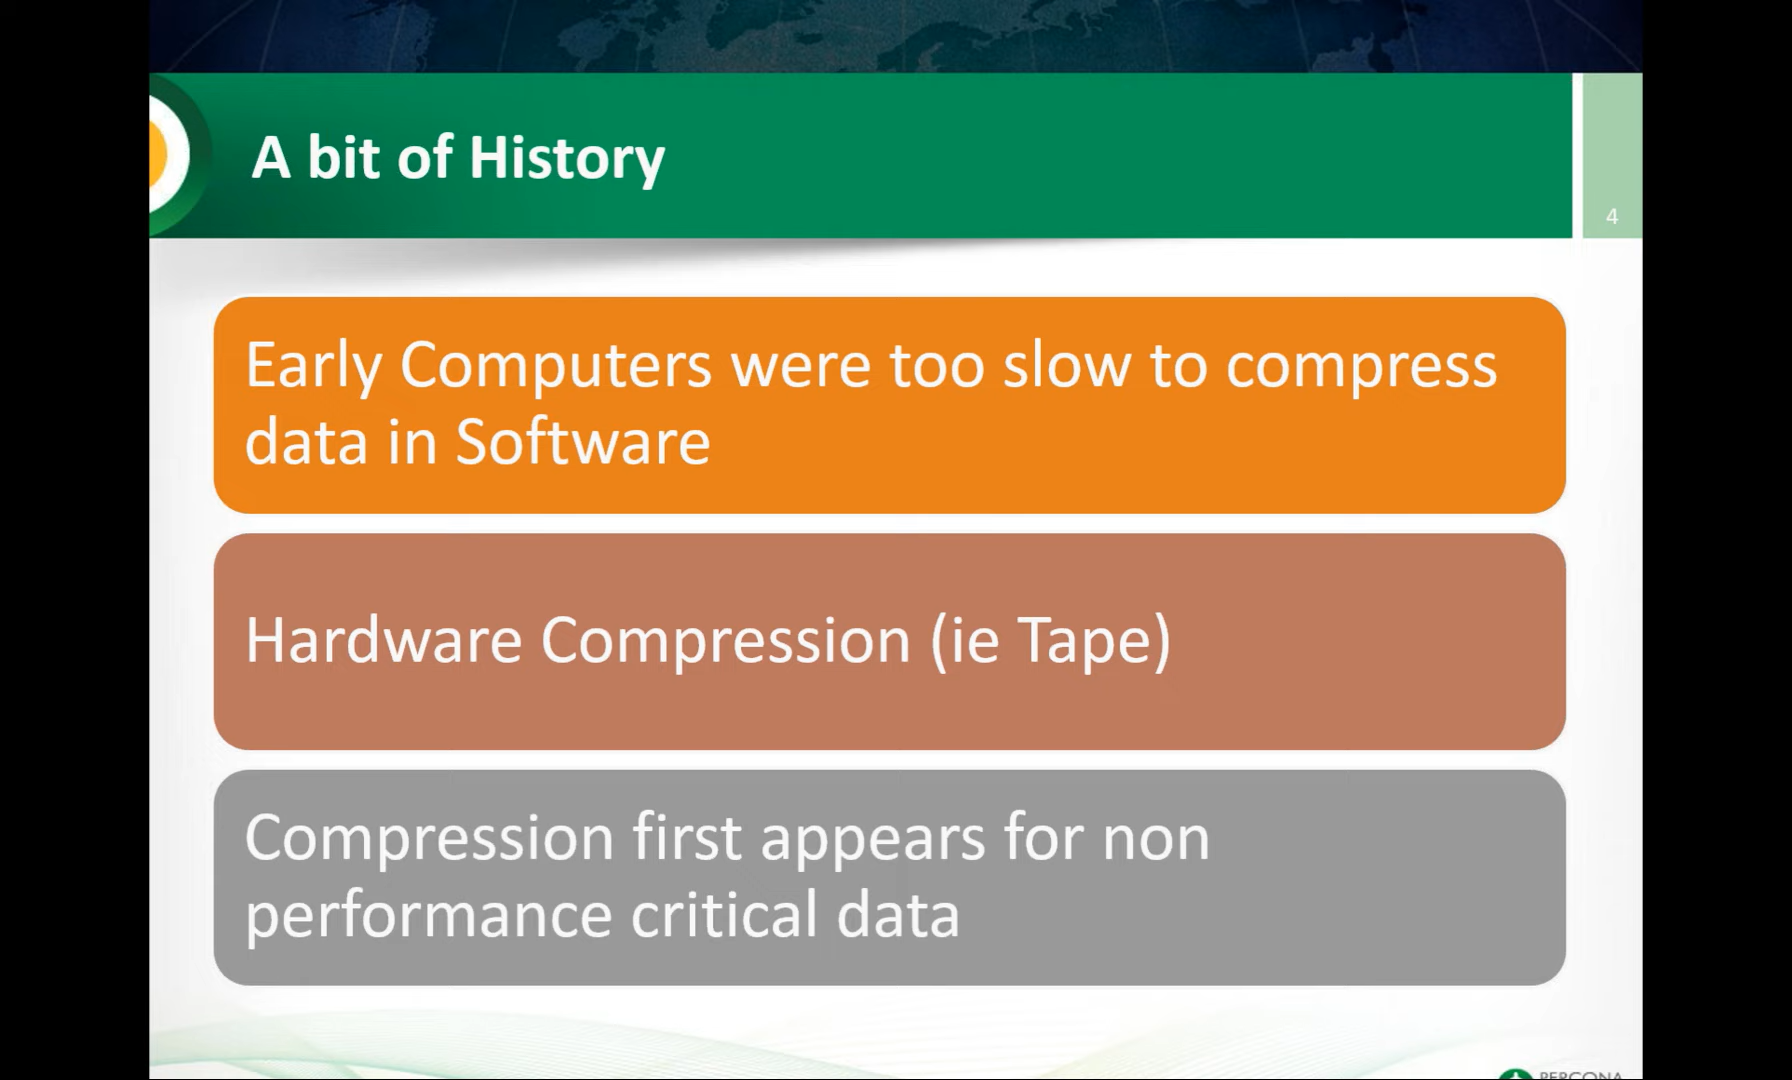 A bit of History
4
Early Computers were too slow to compress
data in Software
Hardware Compression (ie Tape)
Compression first appears for non
performance critical data
PERCONA